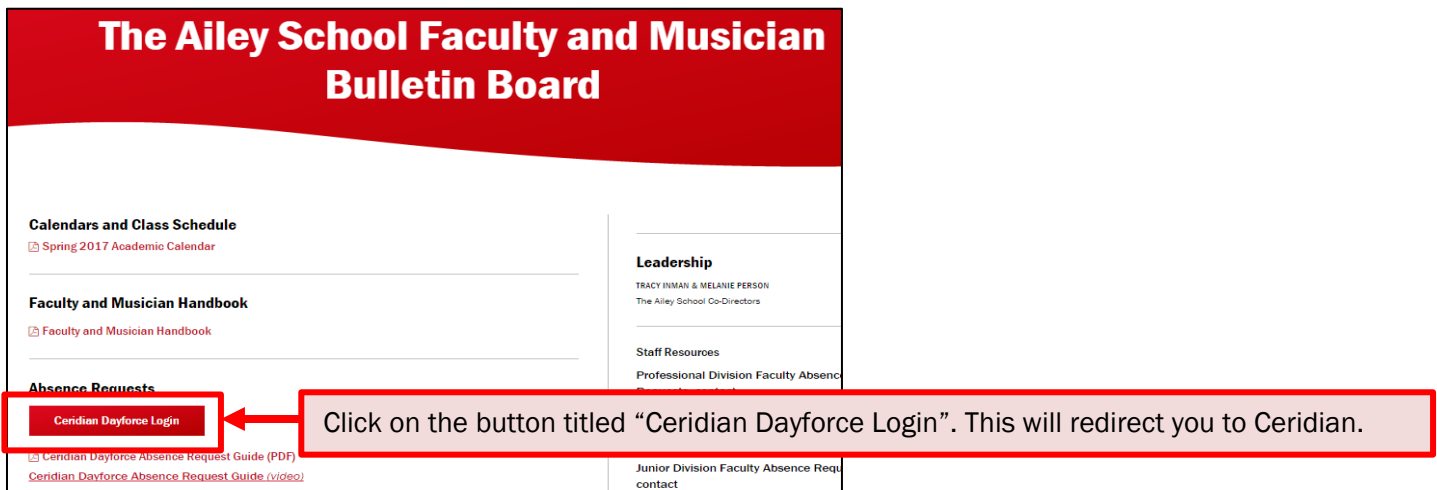 The Ailey School Faculty and Musician
Bulletin Board
Calendars and Class Schedule
Spring 2017 Academic Calendar
Faculty and Musician Handbook
Faculty and Musician Handbook
Absence Requests
Ceridian Dayforce Login
Ceridian Dayforce Absence Request Guide (PDF)
Ceridian Dayforce Absence Request Guide (video)
Leadership
TRACY INMAN & MELANIE PERSON
The Ailey School Co-Directors
Staff Resources
Professional Division Faculty Absenc
Click on the button titled “Ceridian Dayforce Login”. This will redirect you to Ceridian.
Junior Division Faculty Absence Requ
contact